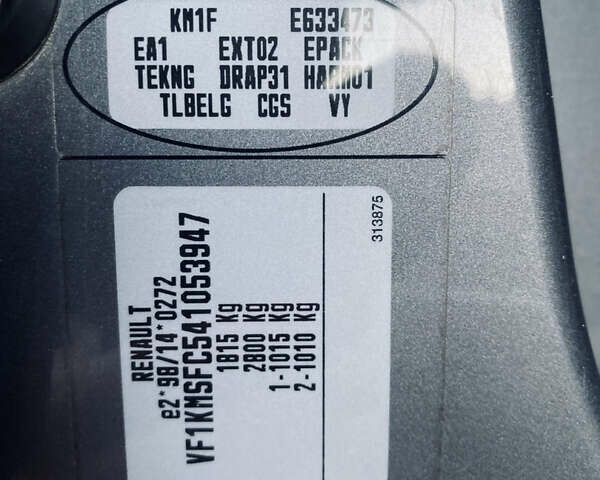 KM1F E633473
EA1 EXT02 EPACK
TEKNG DRAP31 HARM01
TLBELG CGS VY
313875
RENAULT
e2*98/14*0272
VF1KMSFC541053947
1815 Kg
2800 Kg
1-1015 Kg
2-1010 Kg